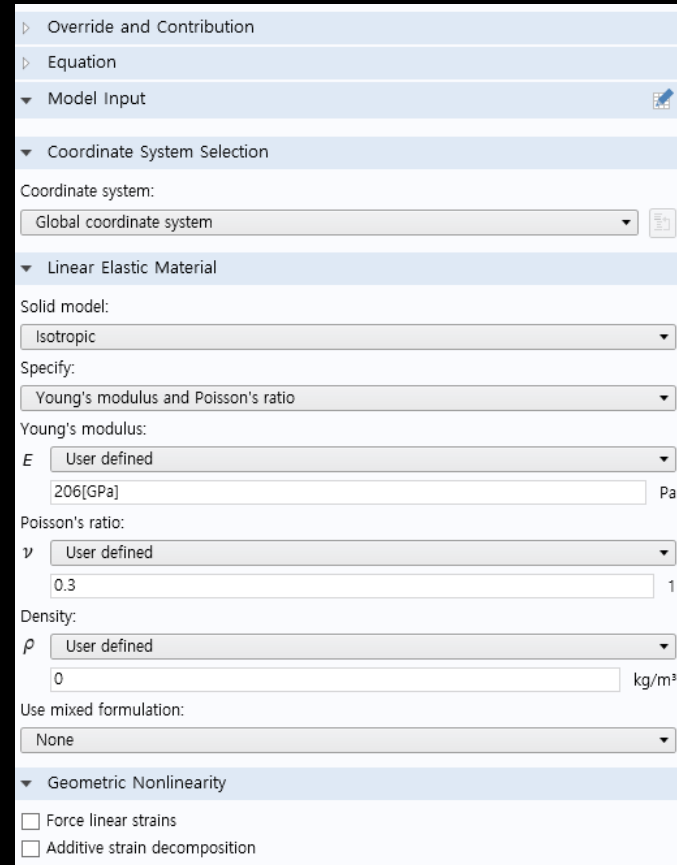 Override and Contribution
Equation
Model Input
Coordinate System Selection
Coordinate system:
Global coordinate system
Linear Elastic Material
Solid model:
Isotropic
Specify:
Young's modulus and Poisson's ratio
Young's modulus:
E User defined
206[GPa] Pa
Poisson's ratio:
ν User defined
0.3 1
Density:
ρ User defined
0 kg/m³
Use mixed formulation:
None
Geometric Nonlinearity
Force linear strains
Additive strain decomposition